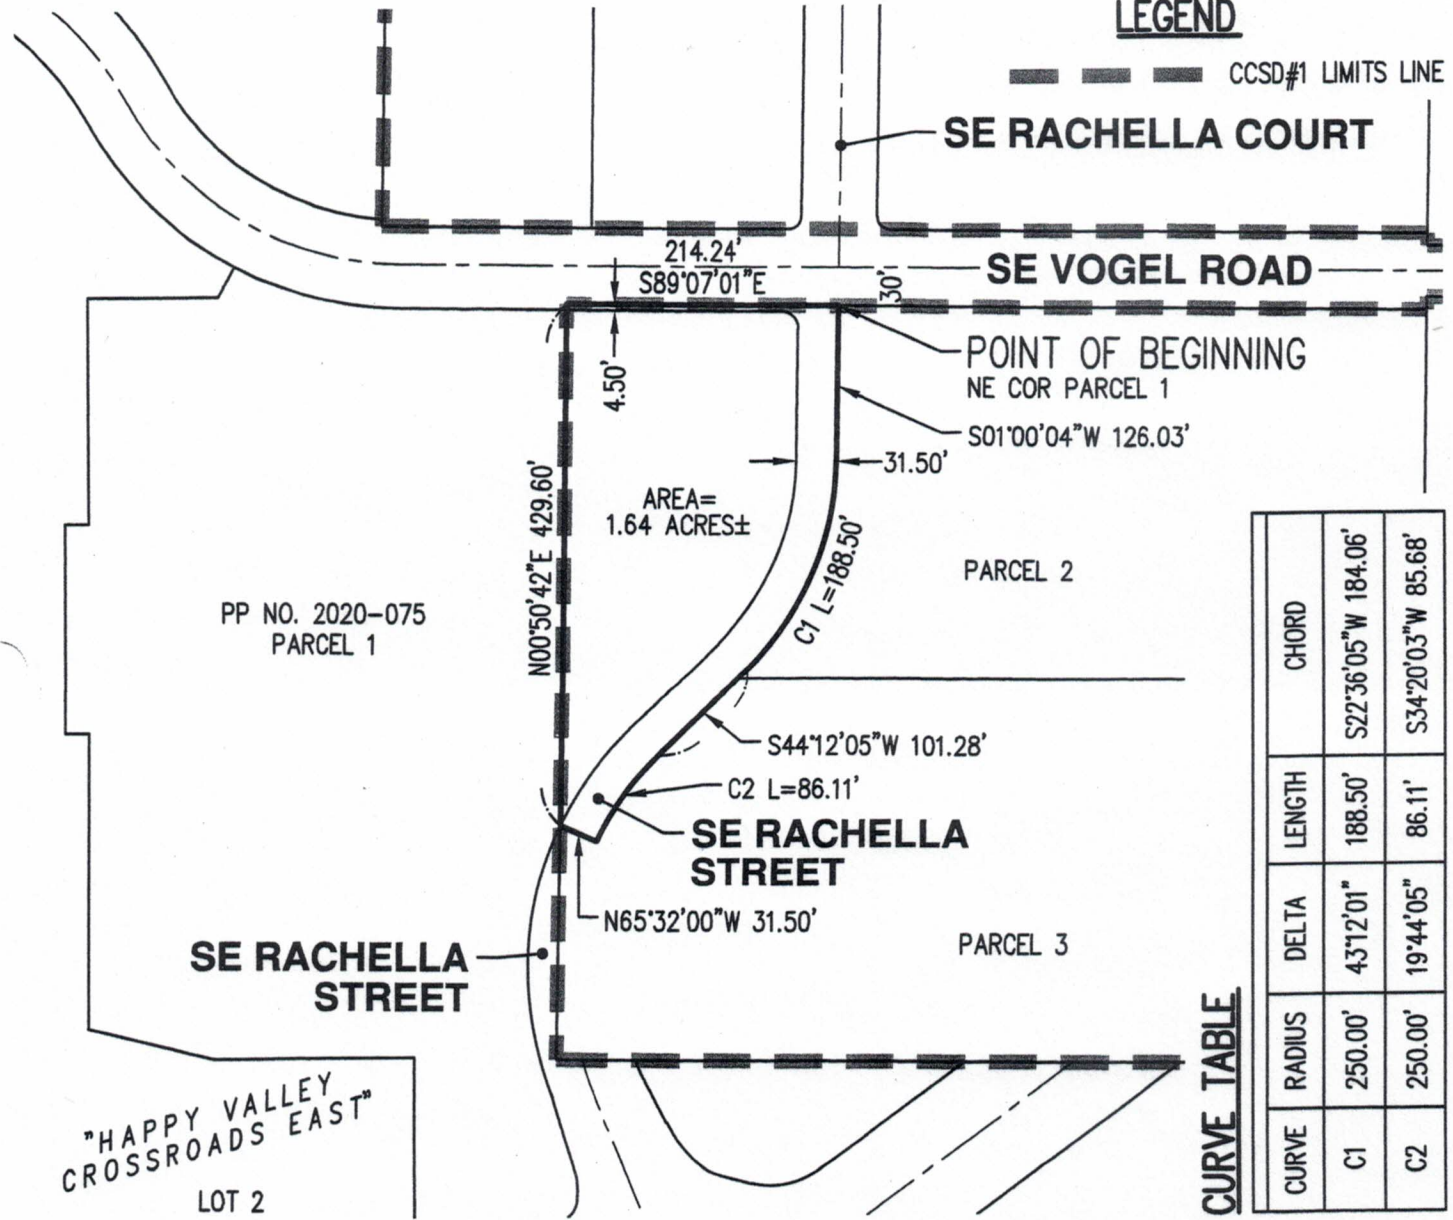 LEGEND
CCSD#1 LIMITS LINE
SE RACHELLA COURT
214.24'
S89°07'01"E
30'
SE VOGEL ROAD
4.50'
POINT OF BEGINNING
NE COR PARCEL 1
S01°00'04"W 126.03'
31.50'
N00°50'42"E 429.60'
AREA=
1.64 ACRES±
C1 L=188.50'
PARCEL 2
PP NO. 2020-075
PARCEL 1
S44°12'05"W 101.28'
C2 L=86.11'
SE RACHELLA
STREET
N65°32'00"W 31.50'
SE RACHELLA
STREET
PARCEL 3
"HAPPY VALLEY
CROSSROADS EAST"
LOT 2
CURVE TABLE
CURVE RADIUS DELTA LENGTH CHORD
C1 250.00' 43°12'01" 188.50' S22°36'05"W 184.06'
C2 250.00' 19°44'05" 86.11' S34°20'03"W 85.68'